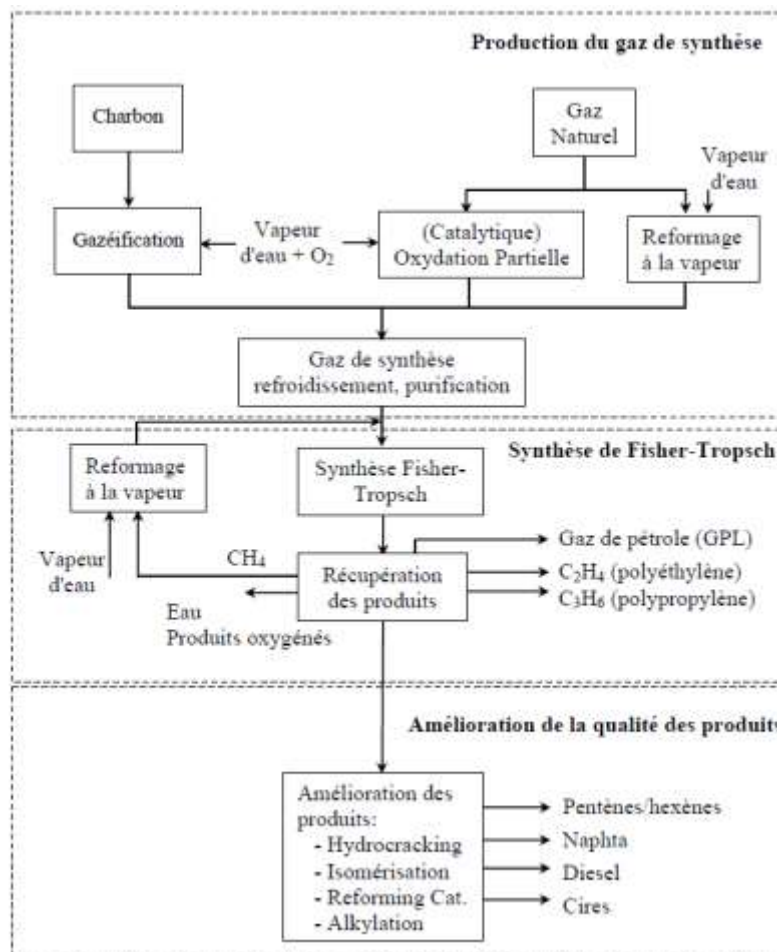 Production du gaz de synthèse
Charbon
Gaz
Naturel
Vapeur
d'eau
Gazéification
Vapeur
d'eau + O₂
(Catalytique)
Oxydation Partielle
Reformage
à la vapeur
Gaz de synthèse
refroidissement, purification
Synthèse de Fisher-Tropsch
Reformage
à la vapeur
Synthèse Fisher-
Tropsch
Vapeur
d'eau
CH₄
Récupération
des produits
Gaz de pétrole (GPL)
C₂H₄ (polyéthylène)
C₃H₆ (polypropylène)
Eau
Produits oxygénés
Amélioration de la qualité des produits
Amélioration des
produits:
- Hydrocracking
- Isomérisation
- Reforming Cat.
- Alkylation
Pentènes/hexènes
Naphta
Diesel
Cires